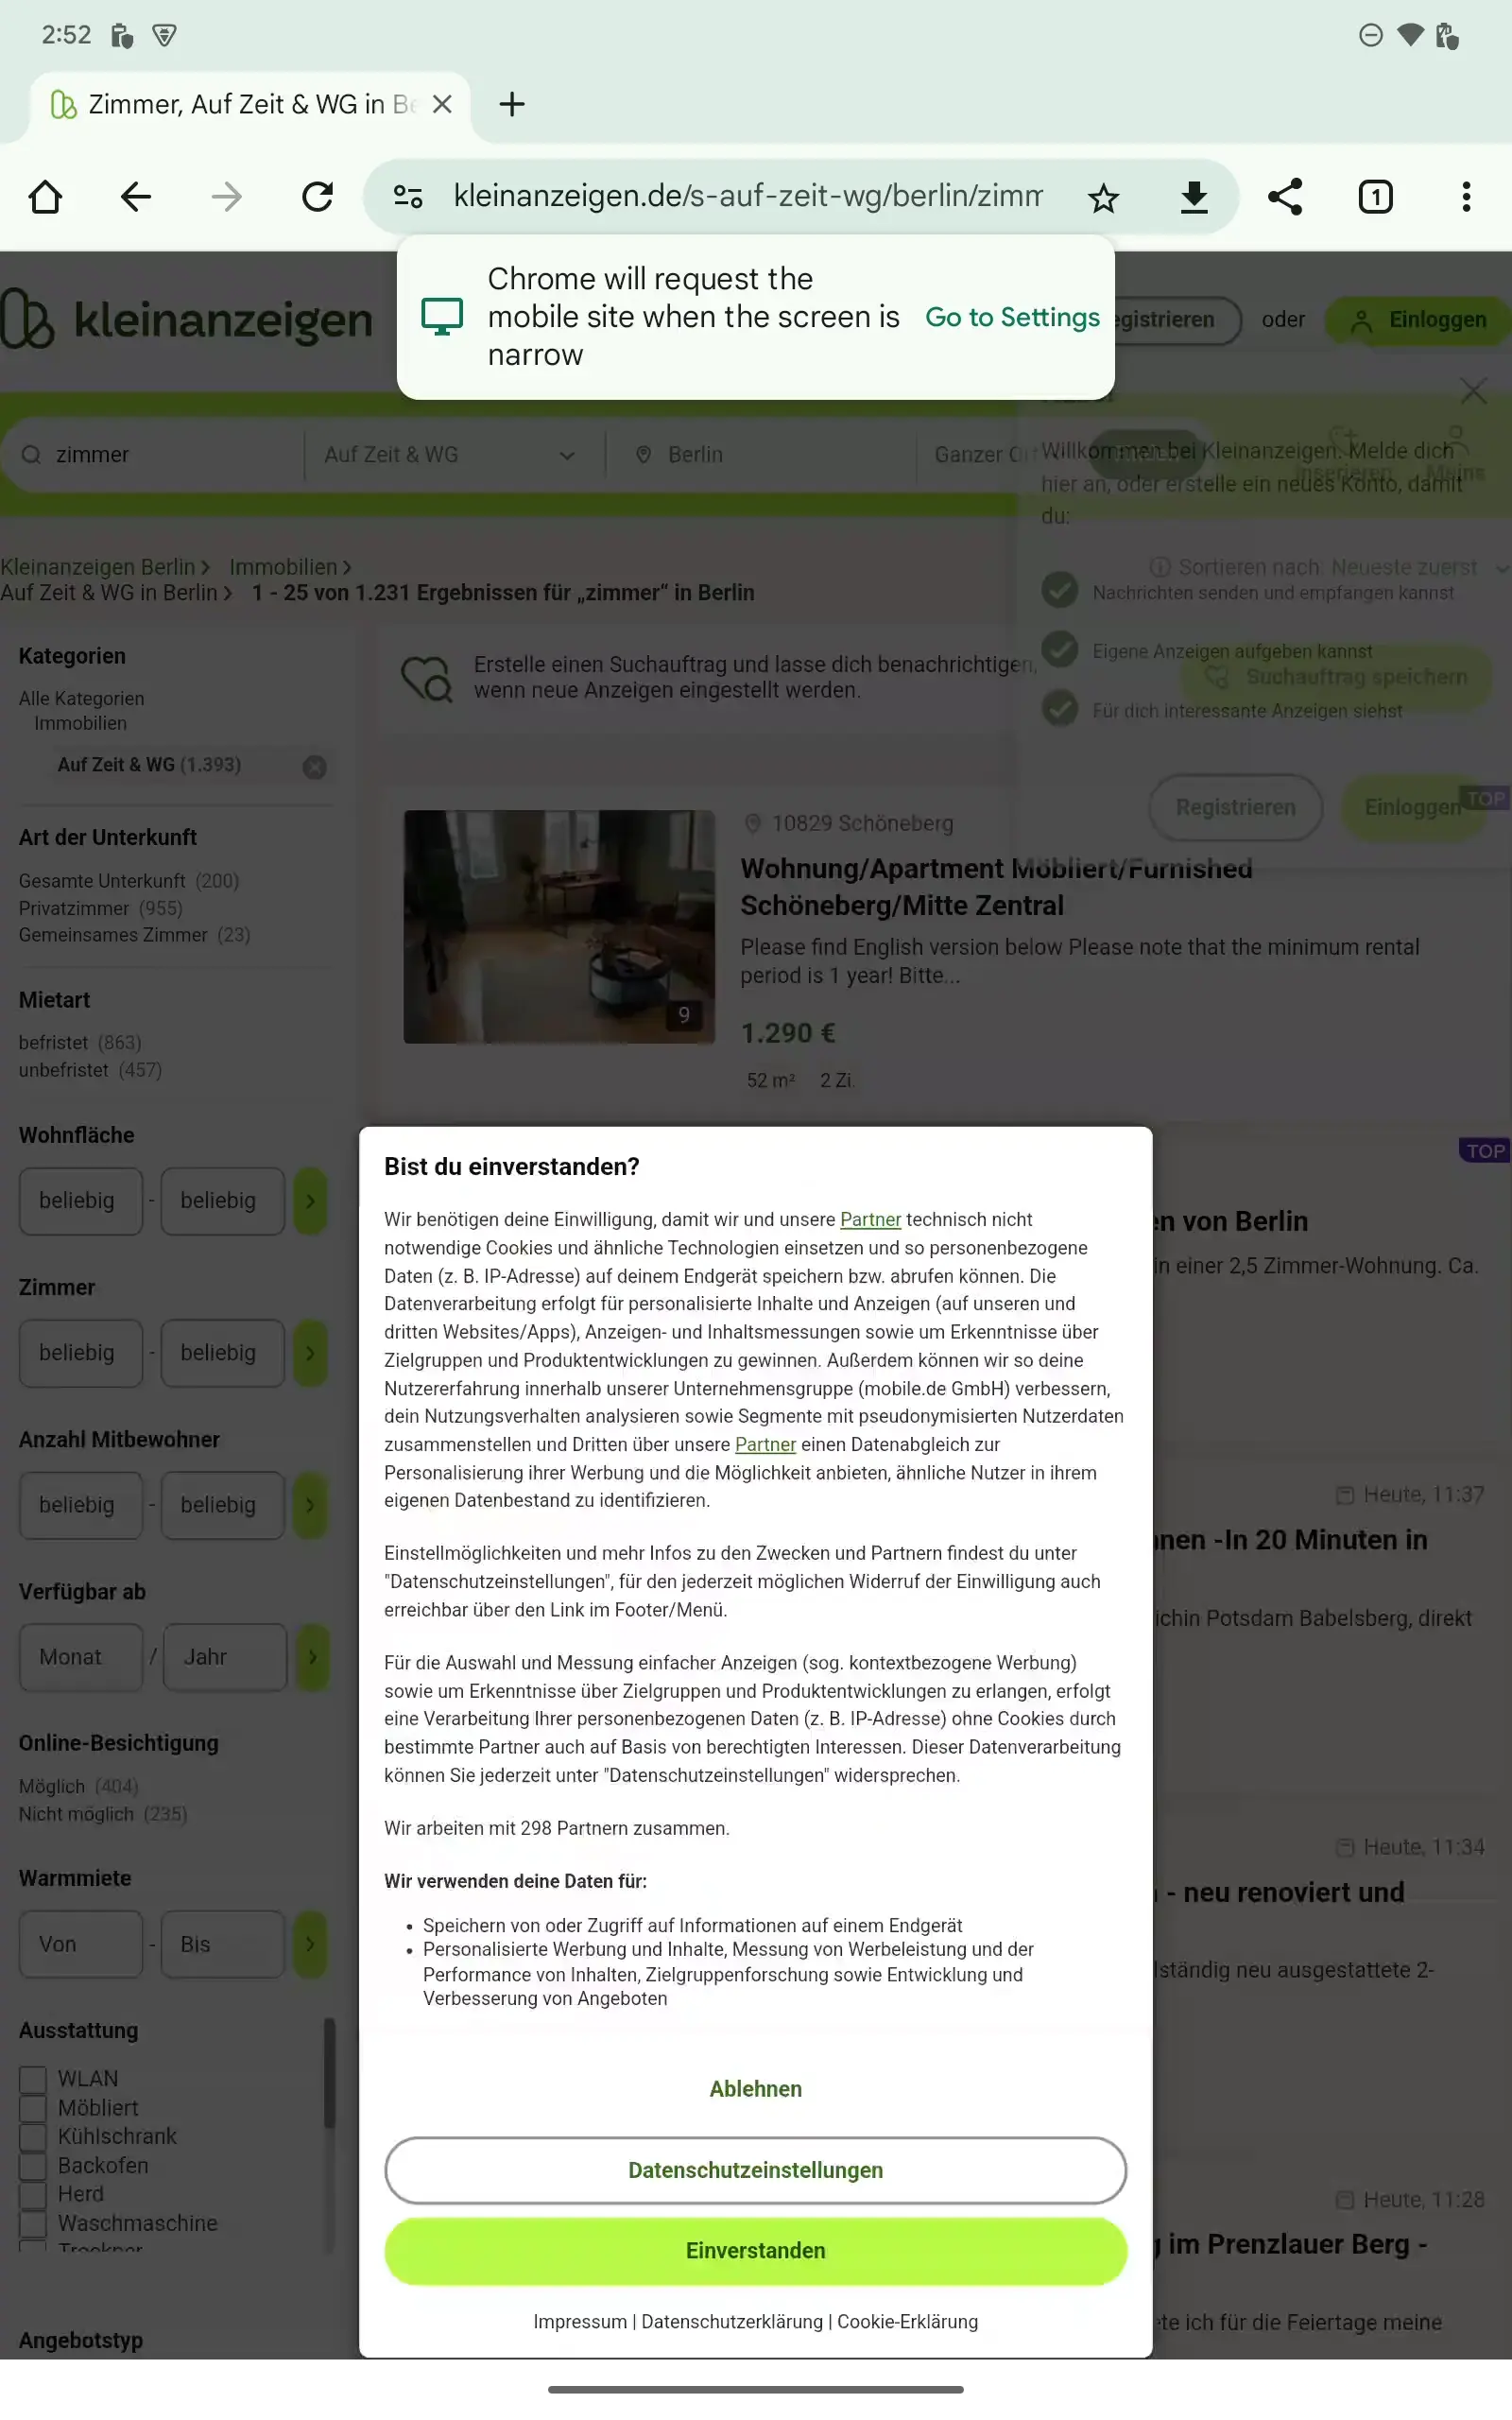 2:52
Zimmer, Auf Zeit & WG in Be
kleinanzeigen.de/s-auf-zeit-wg/berlin/zimm
1
Chrome will request the
mobile site when the screen is
narrow
Go to Settings
kleinanzeigen
egistrieren
oder
Einloggen
zimmer
Auf Zeit & WG
Berlin
Ganzer Ort
Inserieren
Meins
Willkommen bei Kleinanzeigen. Melde dich
hier an, oder erstelle ein neues Konto, damit
du:
Kleinanzeigen Berlin
Immobilien
Auf Zeit & WG in Berlin
1 - 25 von 1.231 Ergebnissen für „zimmer“ in Berlin
Sortieren nach: Neueste zuerst
Nachrichten senden und empfangen kannst
Eigene Anzeigen aufgeben kannst
Suchauftrag speichern
Für dich interessante Anzeigen siehst
Registrieren
Einloggen
Kategorien
Alle Kategorien
Immobilien
Auf Zeit & WG (1.393)
Art der Unterkunft
Gesamte Unterkunft (200)
Privatzimmer (955)
Gemeinsames Zimmer (23)
Mietart
befristet (863)
unbefristet (457)
Wohnfläche
beliebig - beliebig
Zimmer
beliebig - beliebig
Anzahl Mitbewohner
beliebig - beliebig
Verfügbar ab
Monat / Jahr
Online-Besichtigung
Möglich (404)
Nicht möglich (235)
Warmmiete
Von - Bis
Ausstattung
WLAN
Möbliert
Kühlschrank
Backofen
Herd
Waschmaschine
Trockner
Angebotstyp
Erstelle einen Suchauftrag und lasse dich benachrichtigen,
wenn neue Anzeigen eingestellt werden.
TOP
10829 Schöneberg
Wohnung/Apartment Möbliert/Furnished
Schöneberg/Mitte Zentral
Please find English version below Please note that the minimum rental
period is 1 year! Bitte...
9
1.290 €
52 m²
2 Zi.
TOP
en von Berlin
in einer 2,5 Zimmer-Wohnung. Ca.
Heute, 11:37
nnen -In 20 Minuten in
ichin Potsdam Babelsberg, direkt
Heute, 11:34
- neu renoviert und
lständig neu ausgestattete 2-
Heute, 11:28
g im Prenzlauer Berg -
te ich für die Feiertage meine
Bist du einverstanden?
Wir benötigen deine Einwilligung, damit wir und unsere Partner technisch nicht
notwendige Cookies und ähnliche Technologien einsetzen und so personenbezogene
Daten (z. B. IP-Adresse) auf deinem Endgerät speichern bzw. abrufen können. Die
Datenverarbeitung erfolgt für personalisierte Inhalte und Anzeigen (auf unseren und
dritten Websites/Apps), Anzeigen- und Inhaltsmessungen sowie um Erkenntnisse über
Zielgruppen und Produktentwicklungen zu gewinnen. Außerdem können wir so deine
Nutzererfahrung innerhalb unserer Unternehmensgruppe (mobile.de GmbH) verbessern,
dein Nutzungsverhalten analysieren sowie Segmente mit pseudonymisierten Nutzerdaten
zusammenstellen und Dritten über unsere Partner einen Datenabgleich zur
Personalisierung ihrer Werbung und die Möglichkeit anbieten, ähnliche Nutzer in ihrem
eigenen Datenbestand zu identifizieren.
Einstellmöglichkeiten und mehr Infos zu den Zwecken und Partnern findest du unter
"Datenschutzeinstellungen", für den jederzeit möglichen Widerruf der Einwilligung auch
erreichbar über den Link im Footer/Menü.
Für die Auswahl und Messung einfacher Anzeigen (sog. kontextbezogene Werbung)
sowie um Erkenntnisse über Zielgruppen und Produktentwicklungen zu erlangen, erfolgt
eine Verarbeitung Ihrer personenbezogenen Daten (z. B. IP-Adresse) ohne Cookies durch
bestimmte Partner auch auf Basis von berechtigten Interessen. Dieser Datenverarbeitung
können Sie jederzeit unter "Datenschutzeinstellungen" widersprechen.
Wir arbeiten mit 298 Partnern zusammen.
Wir verwenden deine Daten für:
• Speichern von oder Zugriff auf Informationen auf einem Endgerät
• Personalisierte Werbung und Inhalte, Messung von Werbeleistung und der
Performance von Inhalten, Zielgruppenforschung sowie Entwicklung und
Verbesserung von Angeboten
Ablehnen
Datenschutzeinstellungen
Einverstanden
Impressum | Datenschutzerklärung | Cookie-Erklärung